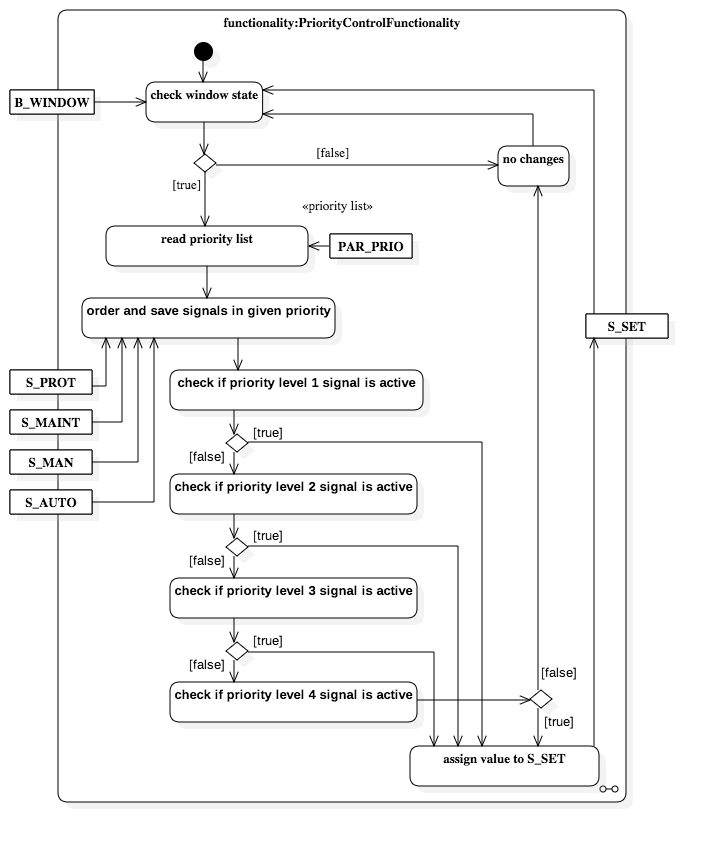 functionality:PriorityControlFunctionality
check window state
B_WINDOW
[false]
no changes
[true]
«priority list»
read priority list
PAR_PRIO
order and save signals in given priority
S_SET
S_PROT
check if priority level 1 signal is active
S_MAINT
[true]
[false]
S_MAN
check if priority level 2 signal is active
S_AUTO
[true]
[false]
check if priority level 3 signal is active
[true]
[false]
[false]
check if priority level 4 signal is active
[true]
assign value to S_SET